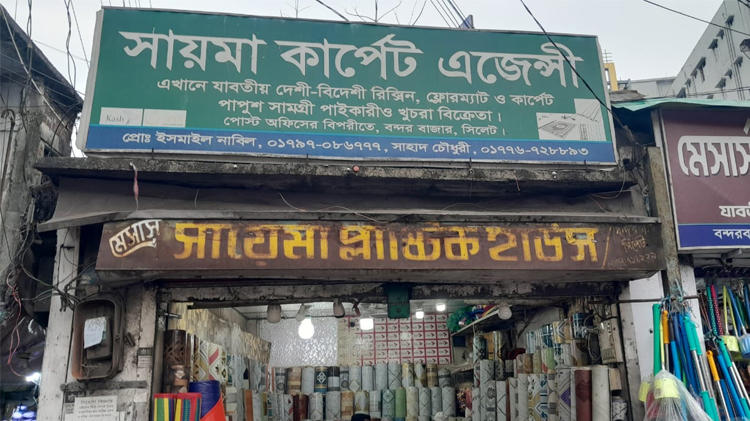 সায়মা কার্পেট এজেন্সী
এখানে যাবতীয় দেশী-বিদেশী রিক্সিন, ফ্লোরম্যাট ও কার্পেট
পাপুশ সামগ্রী পাইকারীও খুচরা বিক্রেতা।
পোস্ট অফিসের বিপরীতে, বন্দর বাজার, সিলেট।
প্রোঃ ইসমাইল নাবিল, ০১৭৯৭-০৮৬৭৭৭, সাহাদ চৌধুরী, ০১৭৭৬-৭২৮৮৯৩
মেসার্স সায়েমা প্লাষ্টিক হাউস
মেসার্স
যাবতী
বন্দরব